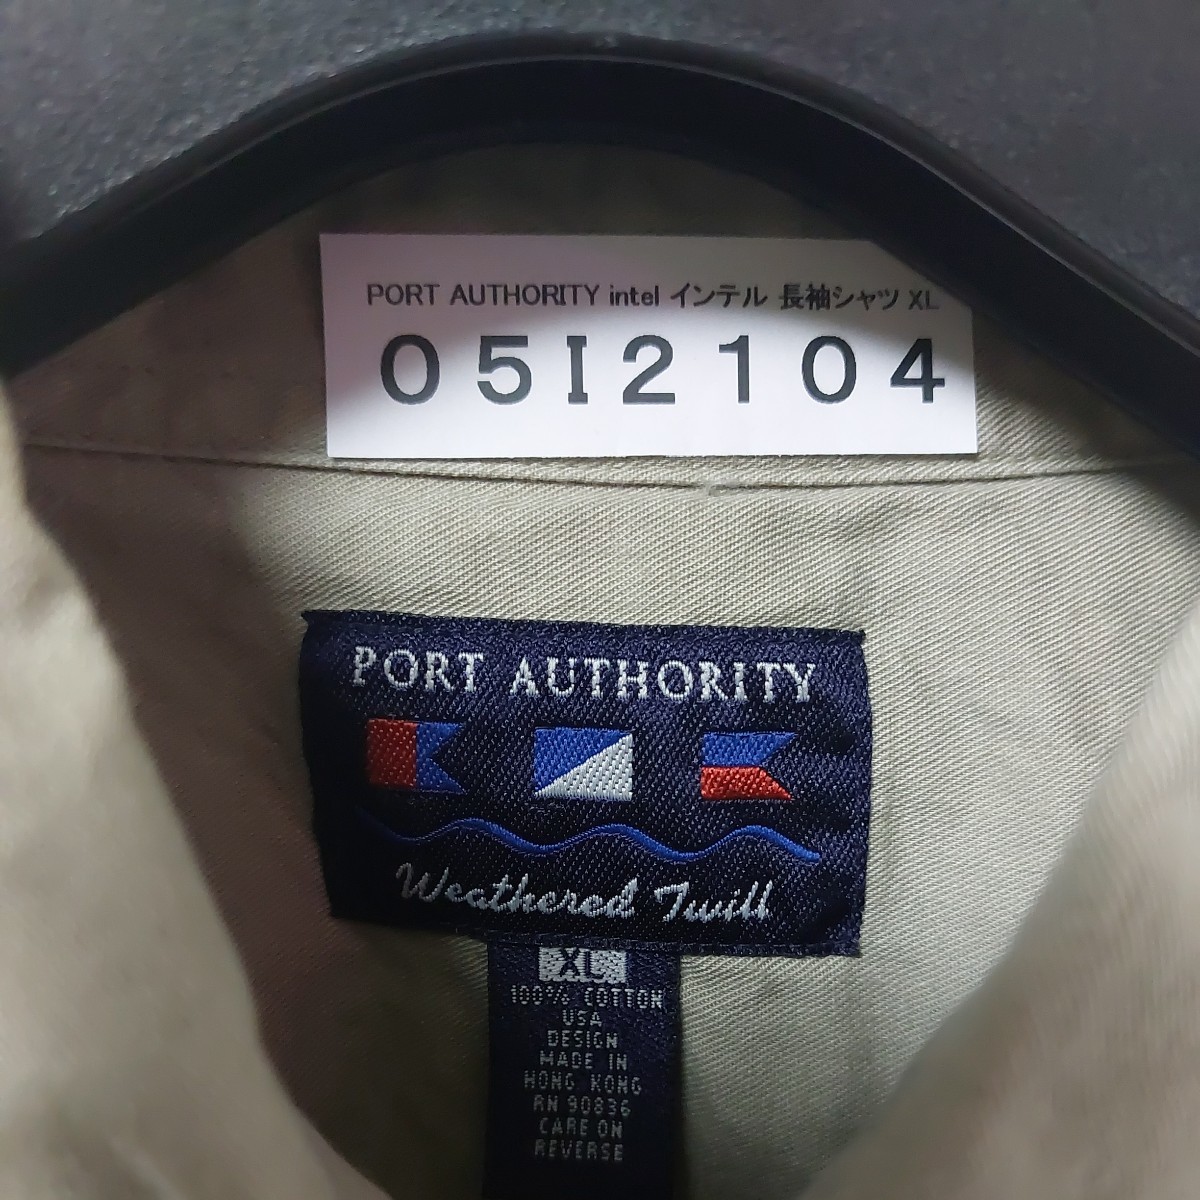 PORT AUTHORITY intel インテル 長袖シャツ XL
05I2104
PORT AUTHORITY
Weathered Twill
XL
100% COTTON
USA
DESIGN
MADE IN
HONG KONG
RN 90836
CARE ON
REVERSE